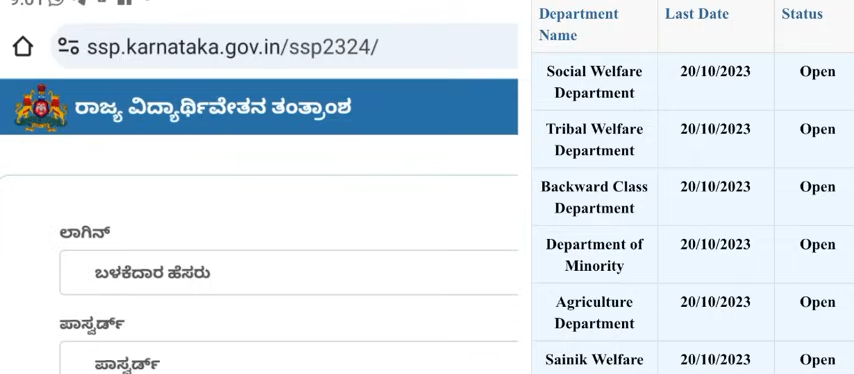 9:01
ssp.karnataka.gov.in/ssp2324/
ರಾಜ್ಯ ವಿದ್ಯಾರ್ಥಿವೇತನ ತಂತ್ರಾಂಶ
ಲಾಗಿನ್
ಬಳಕೆದಾರ ಹೆಸರು
ಪಾಸ್ವರ್ಡ್
ಪಾಸ್ವರ್ಡ್
Department Name Last Date Status
Social Welfare Department 20/10/2023 Open
Tribal Welfare Department 20/10/2023 Open
Backward Class Department 20/10/2023 Open
Department of Minority 20/10/2023 Open
Agriculture Department 20/10/2023 Open
Sainik Welfare 20/10/2023 Open